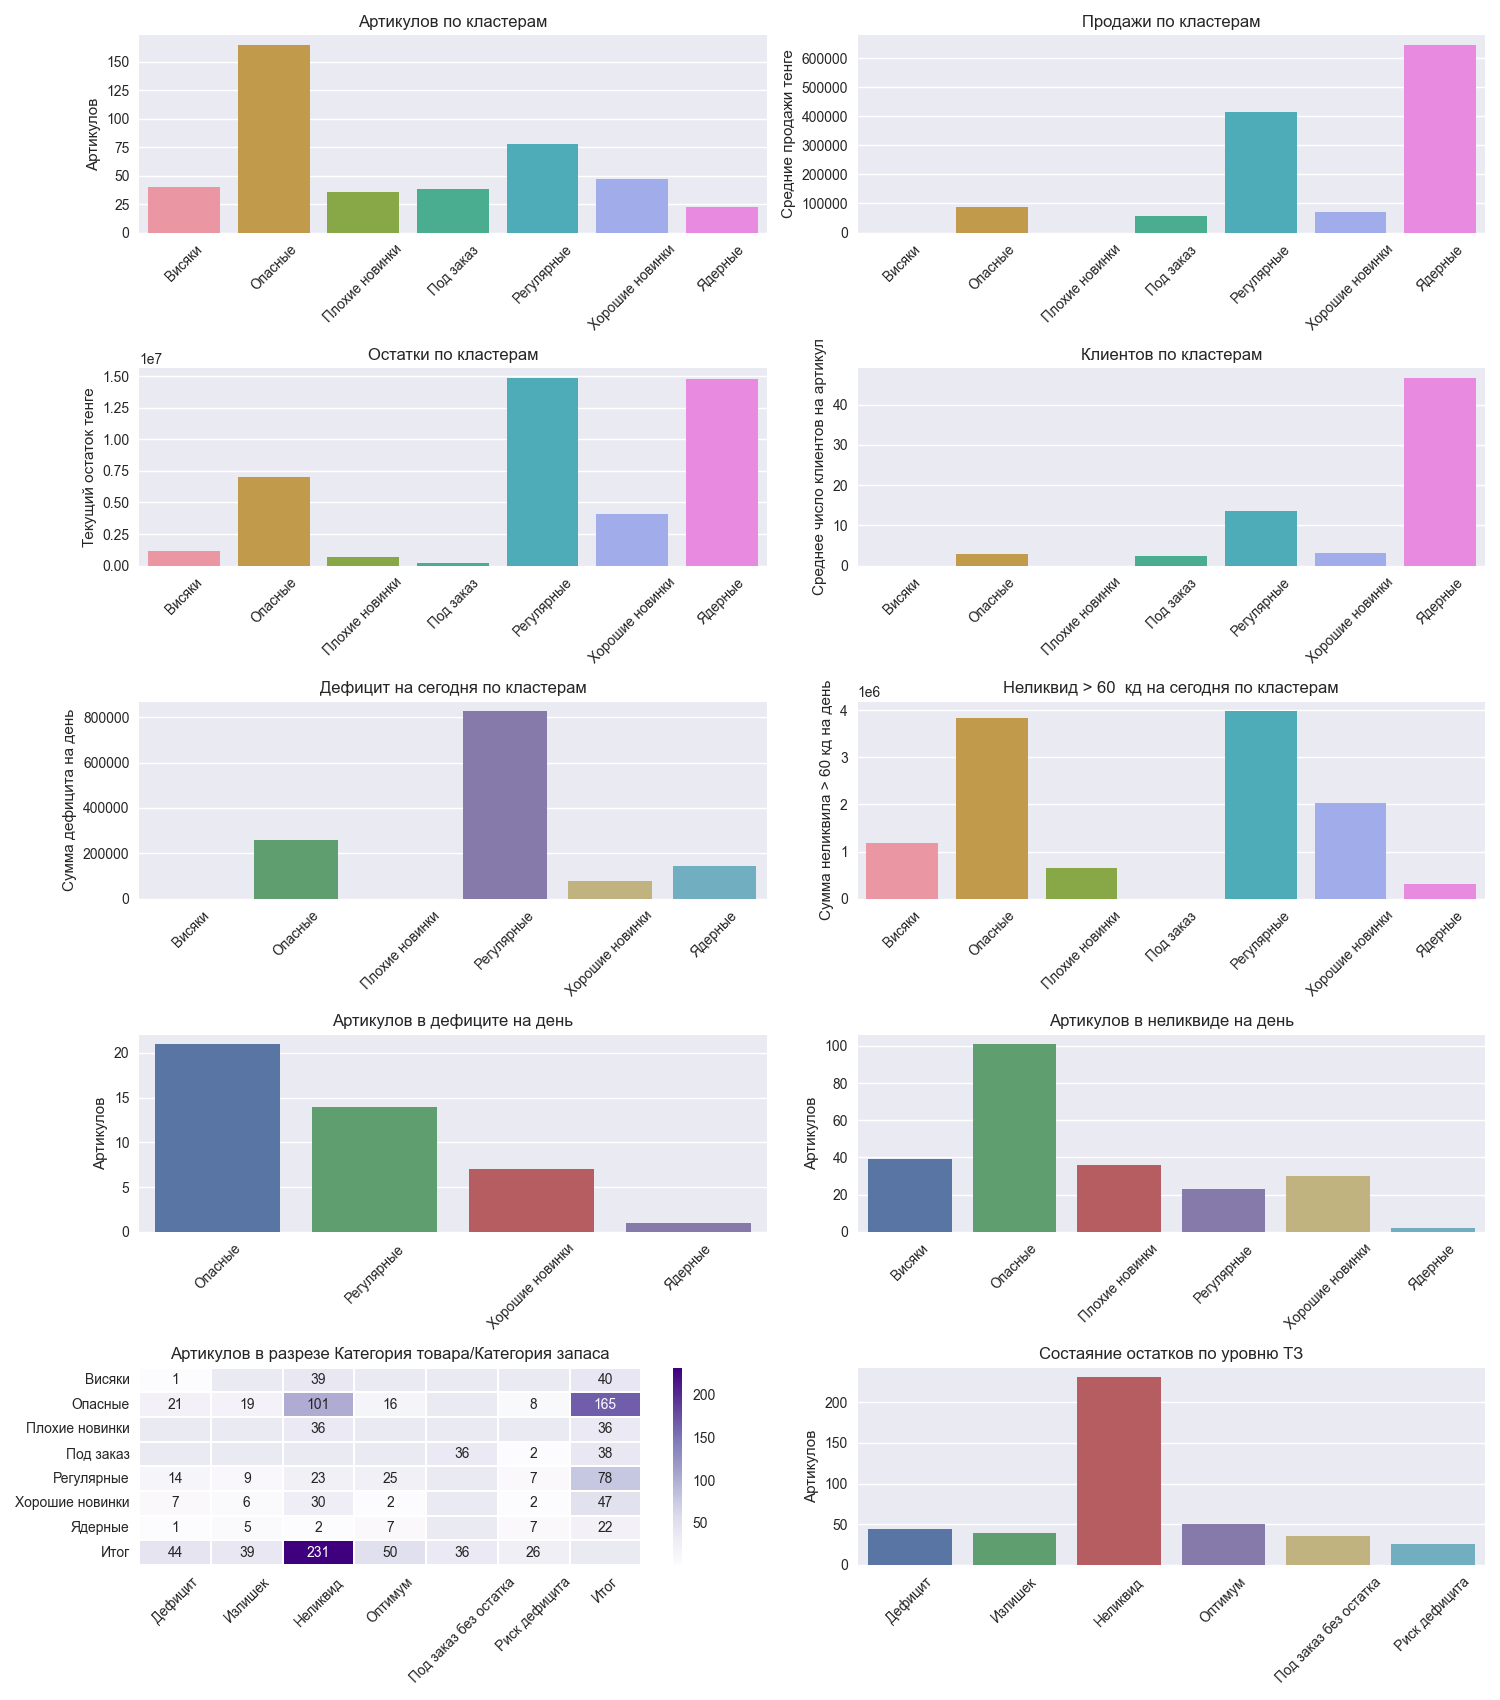 Артикулов по кластерам
Артикулов
150
125
100
75
50
25
0
Висяки
Опасные
Плохие новинки
Под заказ
Регулярные
Хорошие новинки
Ядерные
Продажи по кластерам
Средние продажи тенге
600000
500000
400000
300000
200000
100000
0
Висяки
Опасные
Плохие новинки
Под заказ
Регулярные
Хорошие новинки
Ядерные
Остатки по кластерам
1e7
Текущий остаток тенге
1.50
1.25
1.00
0.75
0.50
0.25
0.00
Висяки
Опасные
Плохие новинки
Под заказ
Регулярные
Хорошие новинки
Ядерные
Клиентов по кластерам
Среднее число клиентов на артикул
40
30
20
10
0
Висяки
Опасные
Плохие новинки
Под заказ
Регулярные
Хорошие новинки
Ядерные
Дефицит на сегодня по кластерам
Сумма дефицита на день
800000
600000
400000
200000
0
Висяки
Опасные
Плохие новинки
Регулярные
Хорошие новинки
Ядерные
Неликвид > 60 кд на сегодня по кластерам
1e6
Сумма неликвила > 60 кд на день
4
3
2
1
0
Висяки
Опасные
Плохие новинки
Под заказ
Регулярные
Хорошие новинки
Ядерные
Артикулов в дефиците на день
Артикулов
20
15
10
5
0
Опасные
Регулярные
Хорошие новинки
Ядерные
Артикулов в неликвиде на день
Артикулов
100
80
60
40
20
0
Висяки
Опасные
Плохие новинки
Регулярные
Хорошие новинки
Ядерные
Артикулов в разрезе Категория товара/Категория запаса
Висяки 1 39 40
Опасные 21 19 101 16 8 165
Плохие новинки 36 36
Под заказ 36 2 38
Регулярные 14 9 23 25 7 78
Хорошие новинки 7 6 30 2 2 47
Ядерные 1 5 2 7 7 22
Итог 44 39 231 50 36 26
Дефицит
Излишек
Неликвид
Оптимум
Под заказ без остатка
Риск дефицита
Итог
200
150
100
50
Состаяние остатков по уровню ТЗ
Артикулов
200
150
100
50
0
Дефицит
Излишек
Неликвид
Оптимум
Под заказ без остатка
Риск дефицита